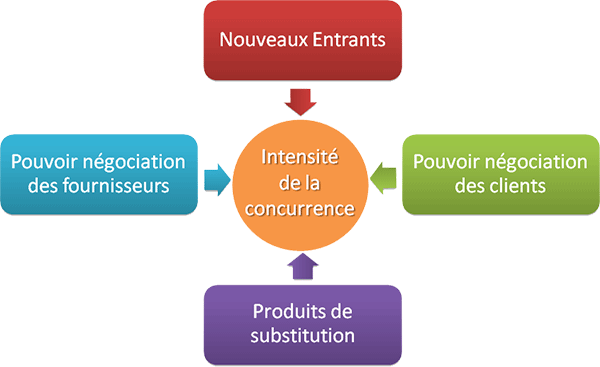 Nouveaux Entrants
Pouvoir négociation
des fournisseurs
Intensité
de la
concurrence
Pouvoir négociation
des clients
Produits de
substitution